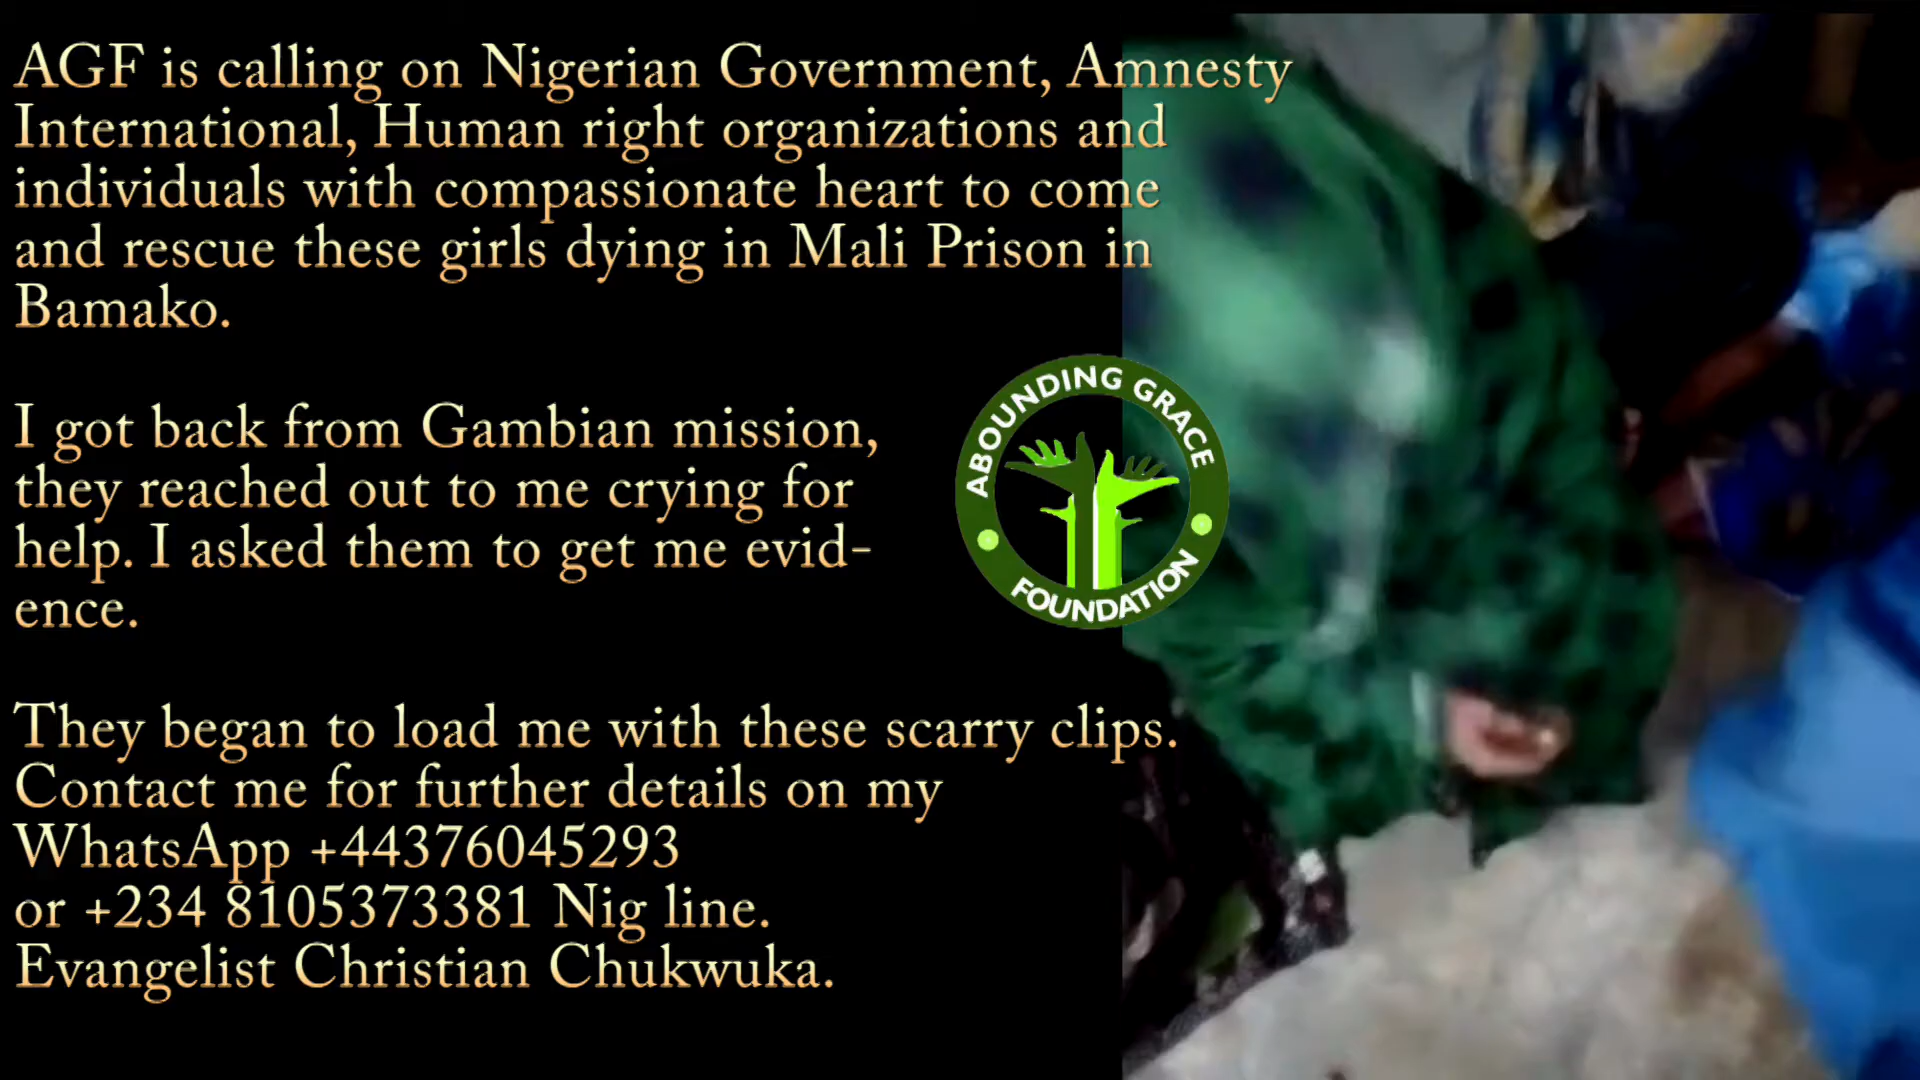 AGF is calling on Nigerian Government, Amnesty
International, Human right organizations and
individuals with compassionate heart to come
and rescue these girls dying in Mali Prison in
Bamako.
I got back from Gambian mission,
they reached out to me crying for
help. I asked them to get me evid-
ence.
They began to load me with these scarry clips.
Contact me for further details on my
WhatsApp +44376045293
or +234 8105373381 Nig line.
Evangelist Christian Chukwuka.
ABOUNDING GRACE
FOUNDATION